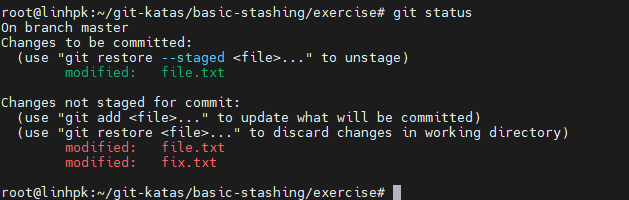 root@linhpk:~/git-katas/basic-stashing/exercise# git status
On branch master
Changes to be committed:
  (use "git restore --staged <file>..." to unstage)
        modified:   file.txt

Changes not staged for commit:
  (use "git add <file>..." to update what will be committed)
  (use "git restore <file>..." to discard changes in working directory)
        modified:   file.txt
        modified:   fix.txt

root@linhpk:~/git-katas/basic-stashing/exercise#